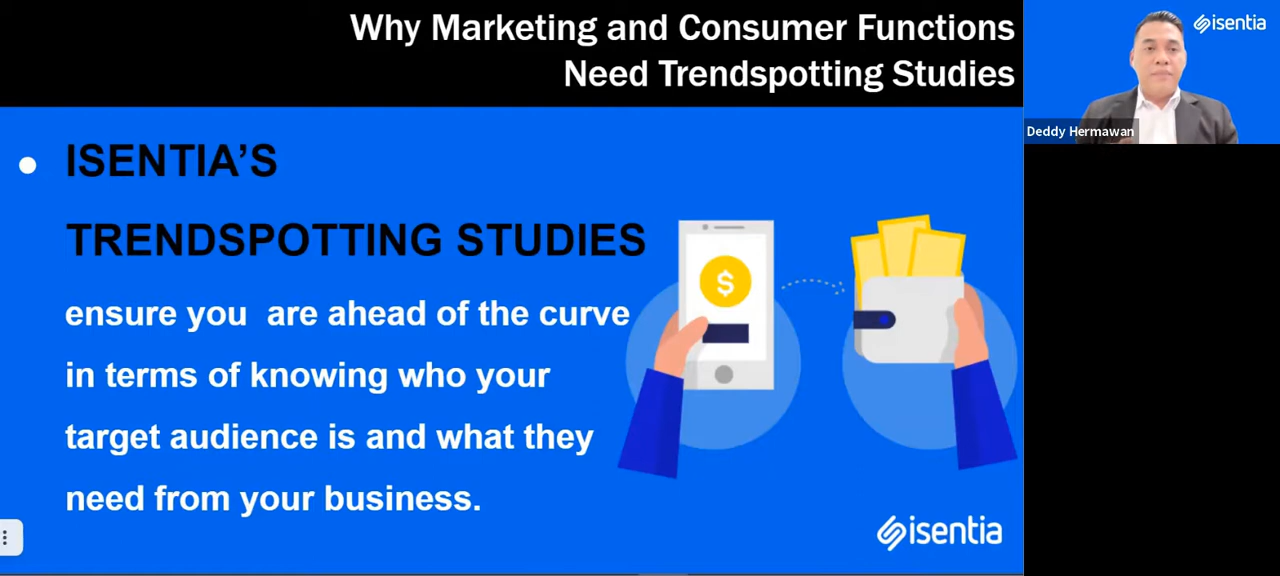 Why Marketing and Consumer Functions
Need Trendspotting Studies
isentia
Deddy Hermawan
ISENTIA'S
TRENDSPOTTING STUDIES
ensure you  are ahead of the curve
in terms of knowing who your
target audience is and what they
need from your business.
$
isentia